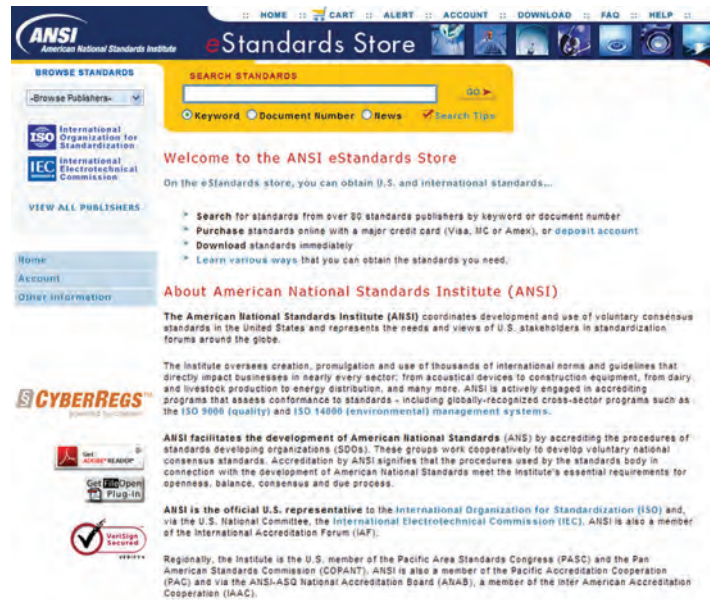 :: HOME :: CART :: ALERT :: ACCOUNT :: DOWNLOAD :: FAQ :: HELP ::
ANSI
American National Standards Institute
eStandards Store
BROWSE STANDARDS
-Browse Publishers-
ISO International
Organization for
Standardization
IEC International
Electrotechnical
Commission
VIEW ALL PUBLISHERS
Home
Account
Other Information
CYBERREGS
Get
ADOBE® READER®
Get FileOpen
Plug-In
VeriSign
Secured
VERIFY
SEARCH STANDARDS
GO
Keyword Document Number News Search Tips
Welcome to the ANSI eStandards Store
On the eStandards store, you can obtain U.S. and international standards...
Search for standards from over 80 standards publishers by keyword or document number
Purchase standards online with a major credit card (Visa, MC or Amex), or deposit account
Download standards immediately
Learn various ways that you can obtain the standards you need.
About American National Standards Institute (ANSI)
The American National Standards Institute (ANSI) coordinates development and use of voluntary consensus
standards in the United States and represents the needs and views of U.S. stakeholders in standardization
forums around the globe.
The Institute oversees creation, promulgation and use of thousands of international norms and guidelines that
directly impact businesses in nearly every sector: from acoustical devices to construction equipment, from dairy
and livestock production to energy distribution, and many more. ANSI is actively engaged in accrediting
programs that assess conformance to standards - including globally-recognized cross-sector programs such as
the ISO 9000 (quality) and ISO 14000 (environmental) management systems.
ANSI facilitates the development of American National Standards (ANS) by accrediting the procedures of
standards developing organizations (SDOs). These groups work cooperatively to develop voluntary national
consensus standards. Accreditation by ANSI signifies that the procedures used by the standards body in
connection with the development of American National Standards meet the Institute's essential requirements for
openness, balance, consensus and due process.
ANSI is the official U.S. representative to the International Organization for Standardization (ISO) and,
via the U.S. National Committee, the International Electrotechnical Commission (IEC). ANSI is also a member
of the International Accreditation Forum (IAF).
Regionally, the Institute is the U.S. member of the Pacific Area Standards Congress (PASC) and the Pan
American Standards Commission (COPANT). ANSI is also a member of the Pacific Accreditation Cooperation
(PAC) and via the ANSI-ASQ National Accreditation Board (ANAB), a member of the Inter American Accreditation
Cooperation (IAAC).